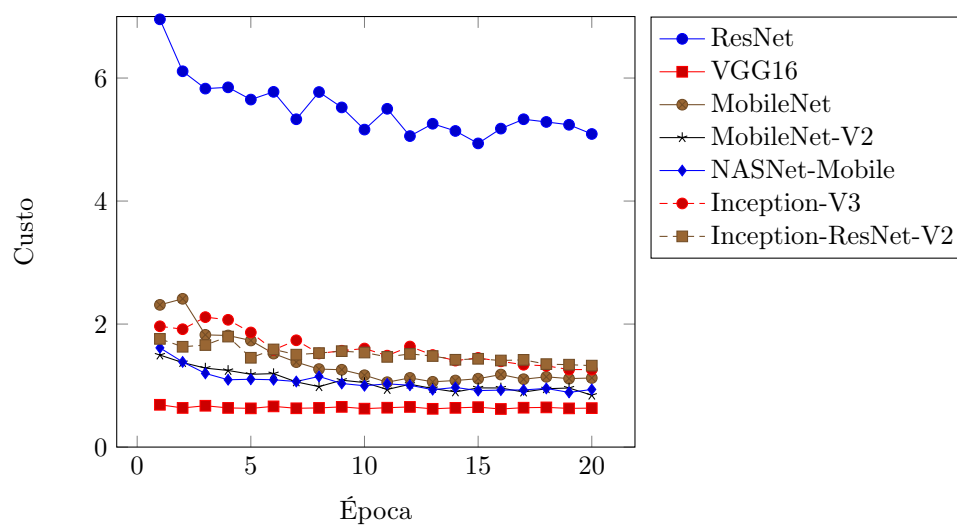 6
4
2
0
0
5
10
15
20
Custo
Época
ResNet
VGG16
MobileNet
MobileNet-V2
NASNet-Mobile
Inception-V3
Inception-ResNet-V2